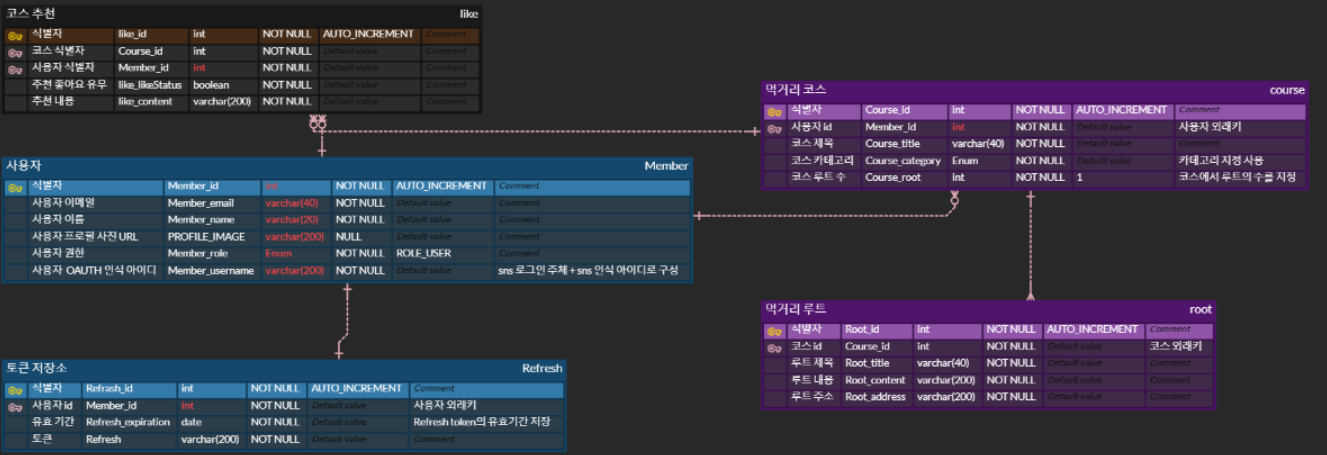 코스 추천 like
식별자 like_id int NOT NULL AUTO_INCREMENT Comment
코스 식별자 Course_id int NOT NULL Default value Comment
사용자 식별자 Member_id int NOT NULL Default value Comment
추천 좋아요 유무 like_likeStatus boolean NOT NULL Default value Comment
추천 내용 like_content varchar(200) NOT NULL Default value Comment
먹거리 코스 course
식별자 Course_id int NOT NULL AUTO_INCREMENT Comment
사용자 id Member_id int NOT NULL Default value 사용자 외래키
코스 제목 Course_title varchar(40) NOT NULL Default value Comment
코스 카테고리 Course_category Enum NOT NULL Default value 카테고리 지정 사용
코스 루트 수 Course_root int NOT NULL 1 코스에서 루트의 수를 지정
사용자 Member
식별자 Member_id int NOT NULL AUTO_INCREMENT Comment
사용자 이메일 Member_email varchar(40) NOT NULL Default value Comment
사용자 이름 Member_name varchar(20) NOT NULL Default value Comment
사용자 프로필 사진 URL PROFILE_IMAGE varchar(200) NULL Default value Comment
사용자 권한 Member_role Enum NOT NULL ROLE_USER Comment
사용자 OAUTH 인식 아이디 Member_username varchar(200) NOT NULL Default value sns 로그인 주체 + sns 인식 아이디로 구성
먹거리 루트 root
식별자 Root_id int NOT NULL AUTO_INCREMENT Comment
코스 id Course_id int NOT NULL Default value 코스 외래키
루트 제목 Root_title varchar(40) NOT NULL Default value Comment
루트 내용 Root_content varchar(200) NOT NULL Default value Comment
루트 주소 Root_address varchar(200) NOT NULL Default value Comment
토큰 저장소 Refresh
식별자 Refrash_id int NOT NULL AUTO_INCREMENT Comment
사용자 id Member_id int NOT NULL Default value 사용자 외래키
유효 기간 Refresh_expiration date NOT NULL Default value Refresh token의 유효기간 저장
토큰 Refresh varchar(200) NOT NULL Default value Comment